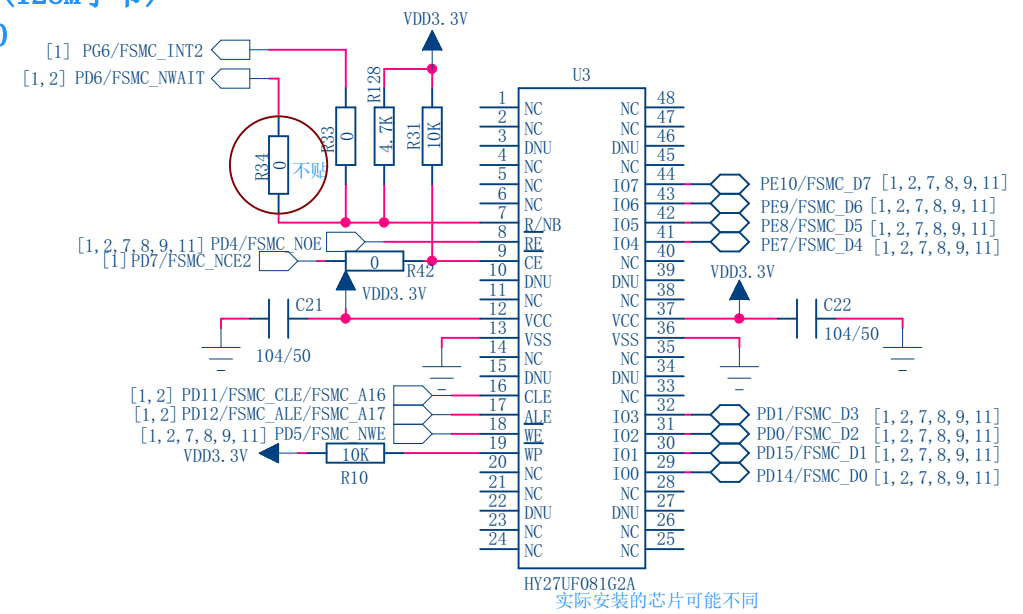 (128M字节)
)
VDD3.3V
[1] PG6/FSMC_INT2
[1,2] PD6/FSMC_NWAIT
R34
0
不贴
R33
0
R128
4.7K
R31
10K
U3
1 NC
2 NC
3 DNU
4 NC
5 NC
6 NC
7 R/NB
8 RE
9 CE
10 DNU
11 NC
12 VCC
13 VSS
14 NC
15 DNU
16 CLE
17 ALE
18 WE
19 WP
20 NC
21 NC
22 DNU
23 NC
24 NC
NC 48
NC 47
DNU 46
NC 45
IO7 44
IO6 43
IO5 42
IO4 41
NC 40
DNU 39
NC 38
VCC 37
VSS 36
NC 35
DNU 34
NC 33
IO3 32
IO2 31
IO1 30
IO0 29
NC 28
DNU 27
NC 26
NC 25
[1,2,7,8,9,11] PD4/FSMC_NOE
[1] PD7/FSMC_NCE2
0
R42
VDD3.3V
C21
104/50
[1,2] PD11/FSMC_CLE/FSMC_A16
[1,2] PD12/FSMC_ALE/FSMC_A17
[1,2,7,8,9,11] PD5/FSMC_NWE
VDD3.3V
10K
R10
PE10/FSMC_D7 [1,2,7,8,9,11]
PE9/FSMC_D6 [1,2,7,8,9,11]
PE8/FSMC_D5 [1,2,7,8,9,11]
PE7/FSMC_D4 [1,2,7,8,9,11]
VDD3.3V
C22
104/50
PD1/FSMC_D3 [1,2,7,8,9,11]
PD0/FSMC_D2 [1,2,7,8,9,11]
PD15/FSMC_D1 [1,2,7,8,9,11]
PD14/FSMC_D0 [1,2,7,8,9,11]
HY27UF081G2A
实际安装的芯片可能不同